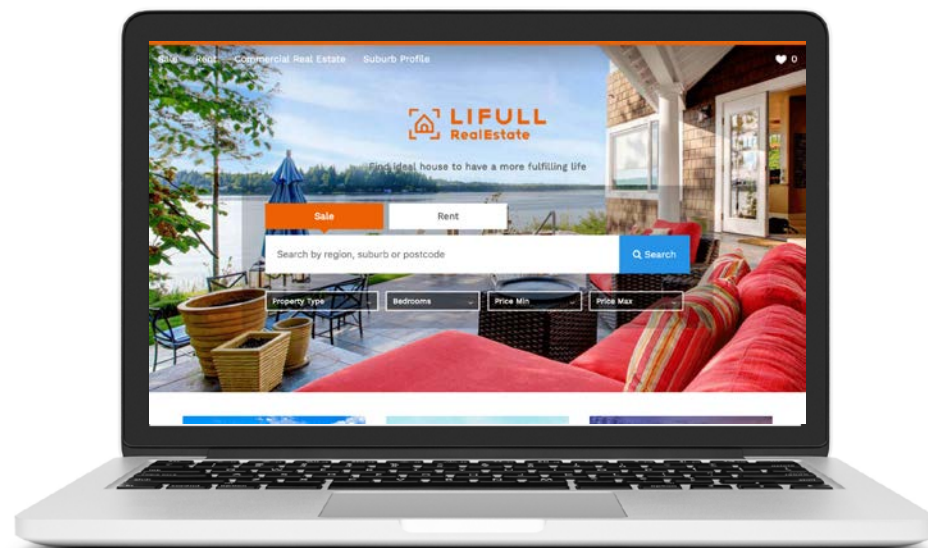 Sale Rent Commercial Real Estate Suburb Profile
0
LIFULL
RealEstate
Find ideal house to have a more fulfilling life
Sale Rent
Search by region, suburb or postcode Search
Property Type Bedrooms Price Min Price Max